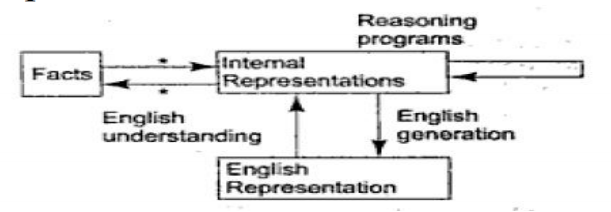 Reasoning
programs
*
Facts
Internal
Representations
*
English
understanding
English
generation
English
Representation